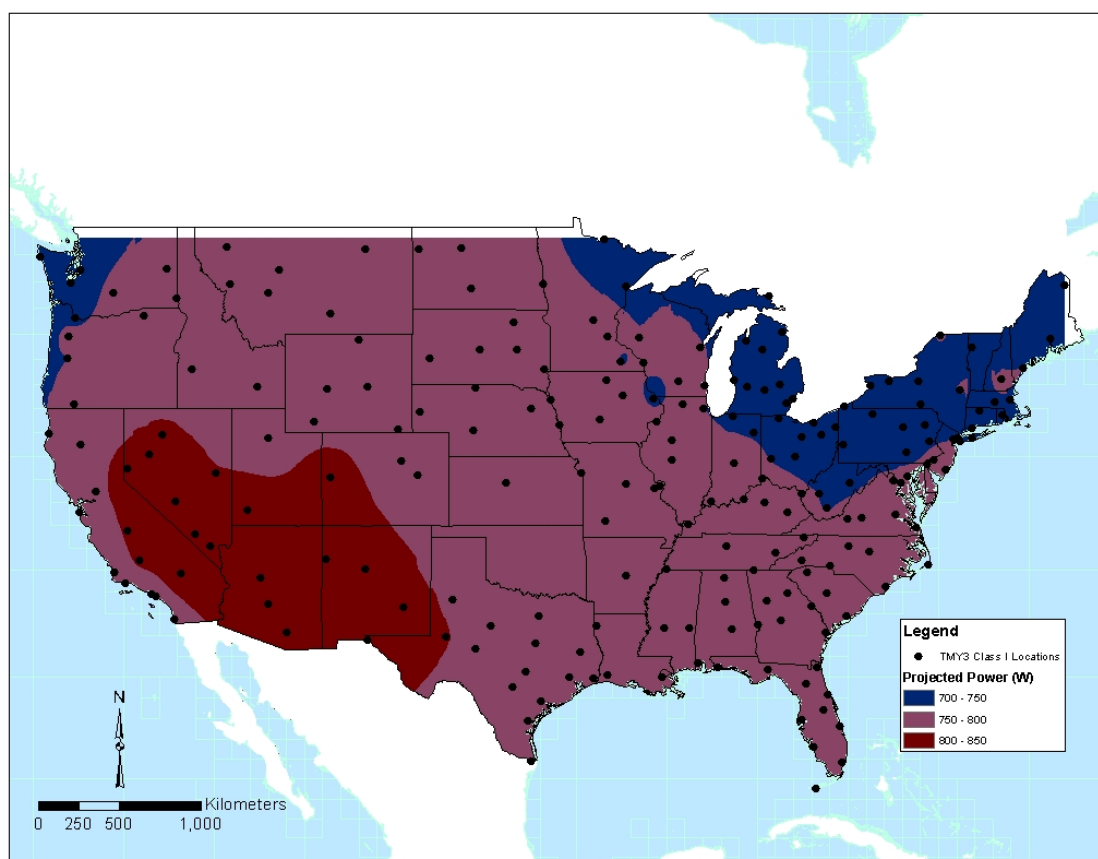 Legend
TMY3 Class I Locations
Projected Power (W)
700 - 750
750 - 800
800 - 850
N
Kilometers
0 250 500 1,000